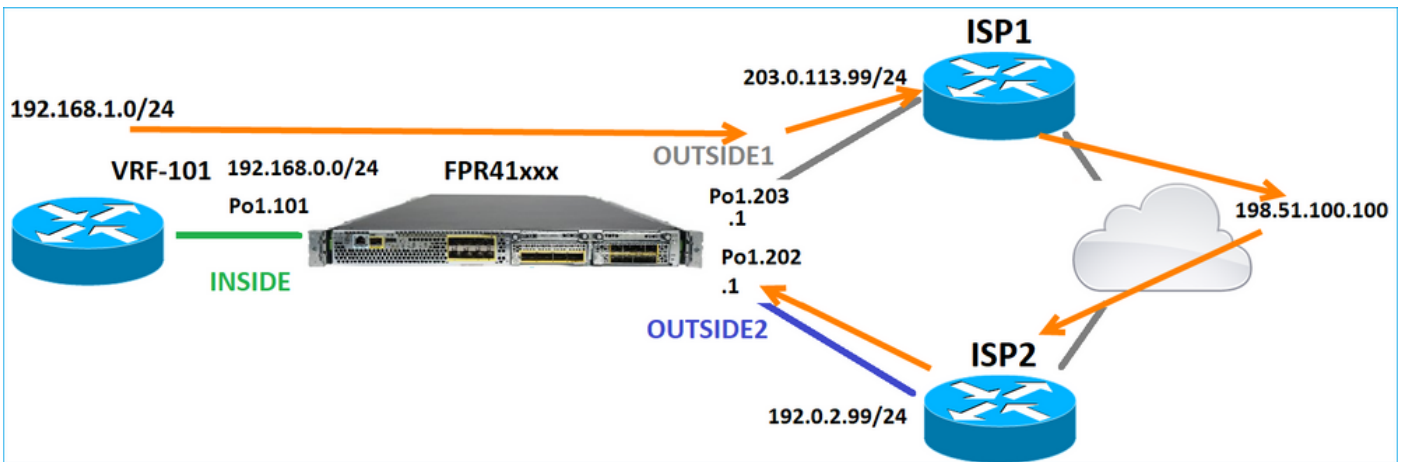 ISP1
203.0.113.99/24
192.168.1.0/24
OUTSIDE1
VRF-101
192.168.0.0/24
FPR41xxx
Po1.101
Po1.203
.1
198.51.100.100
Po1.202
.1
INSIDE
OUTSIDE2
ISP2
192.0.2.99/24